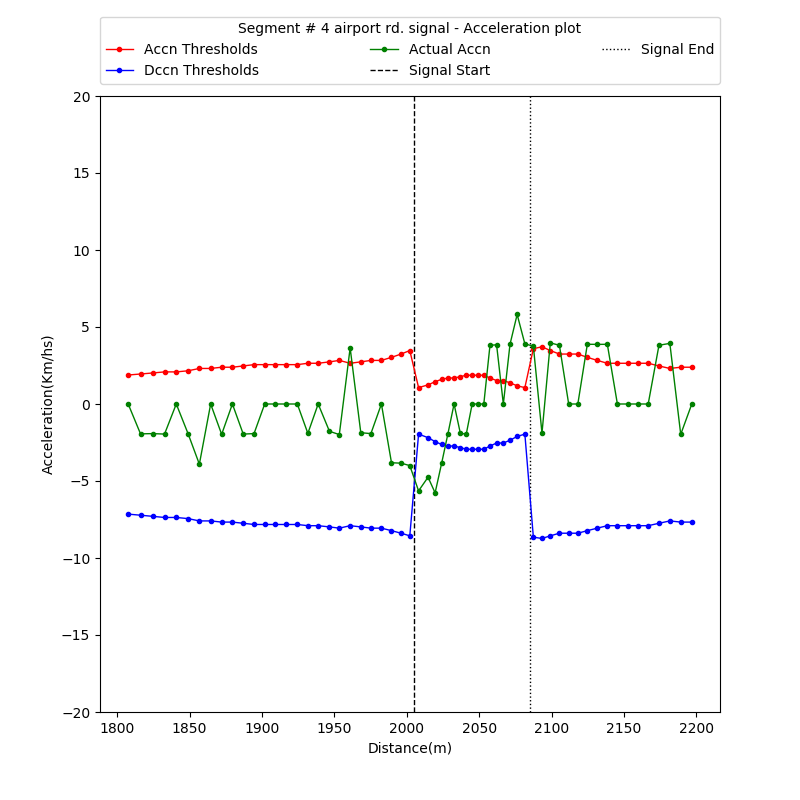 Segment # 4 airport rd. signal - Acceleration plot
Accn Thresholds Actual Accn Signal End
Dccn Thresholds Signal Start
20
15
10
5
0
−5
−10
−15
−20
Acceleration(Km/hs)
1800 1850 1900 1950 2000 2050 2100 2150 2200
Distance(m)